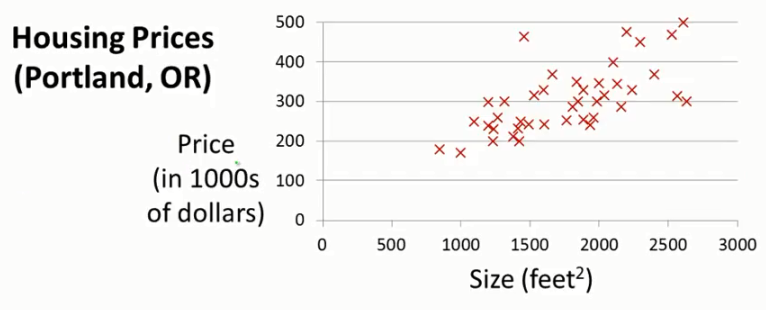 Housing Prices
(Portland, OR)
Price
(in 1000s
of dollars)
500
400
300
200
100
0
0 500 1000 1500 2000 2500 3000
Size (feet²)